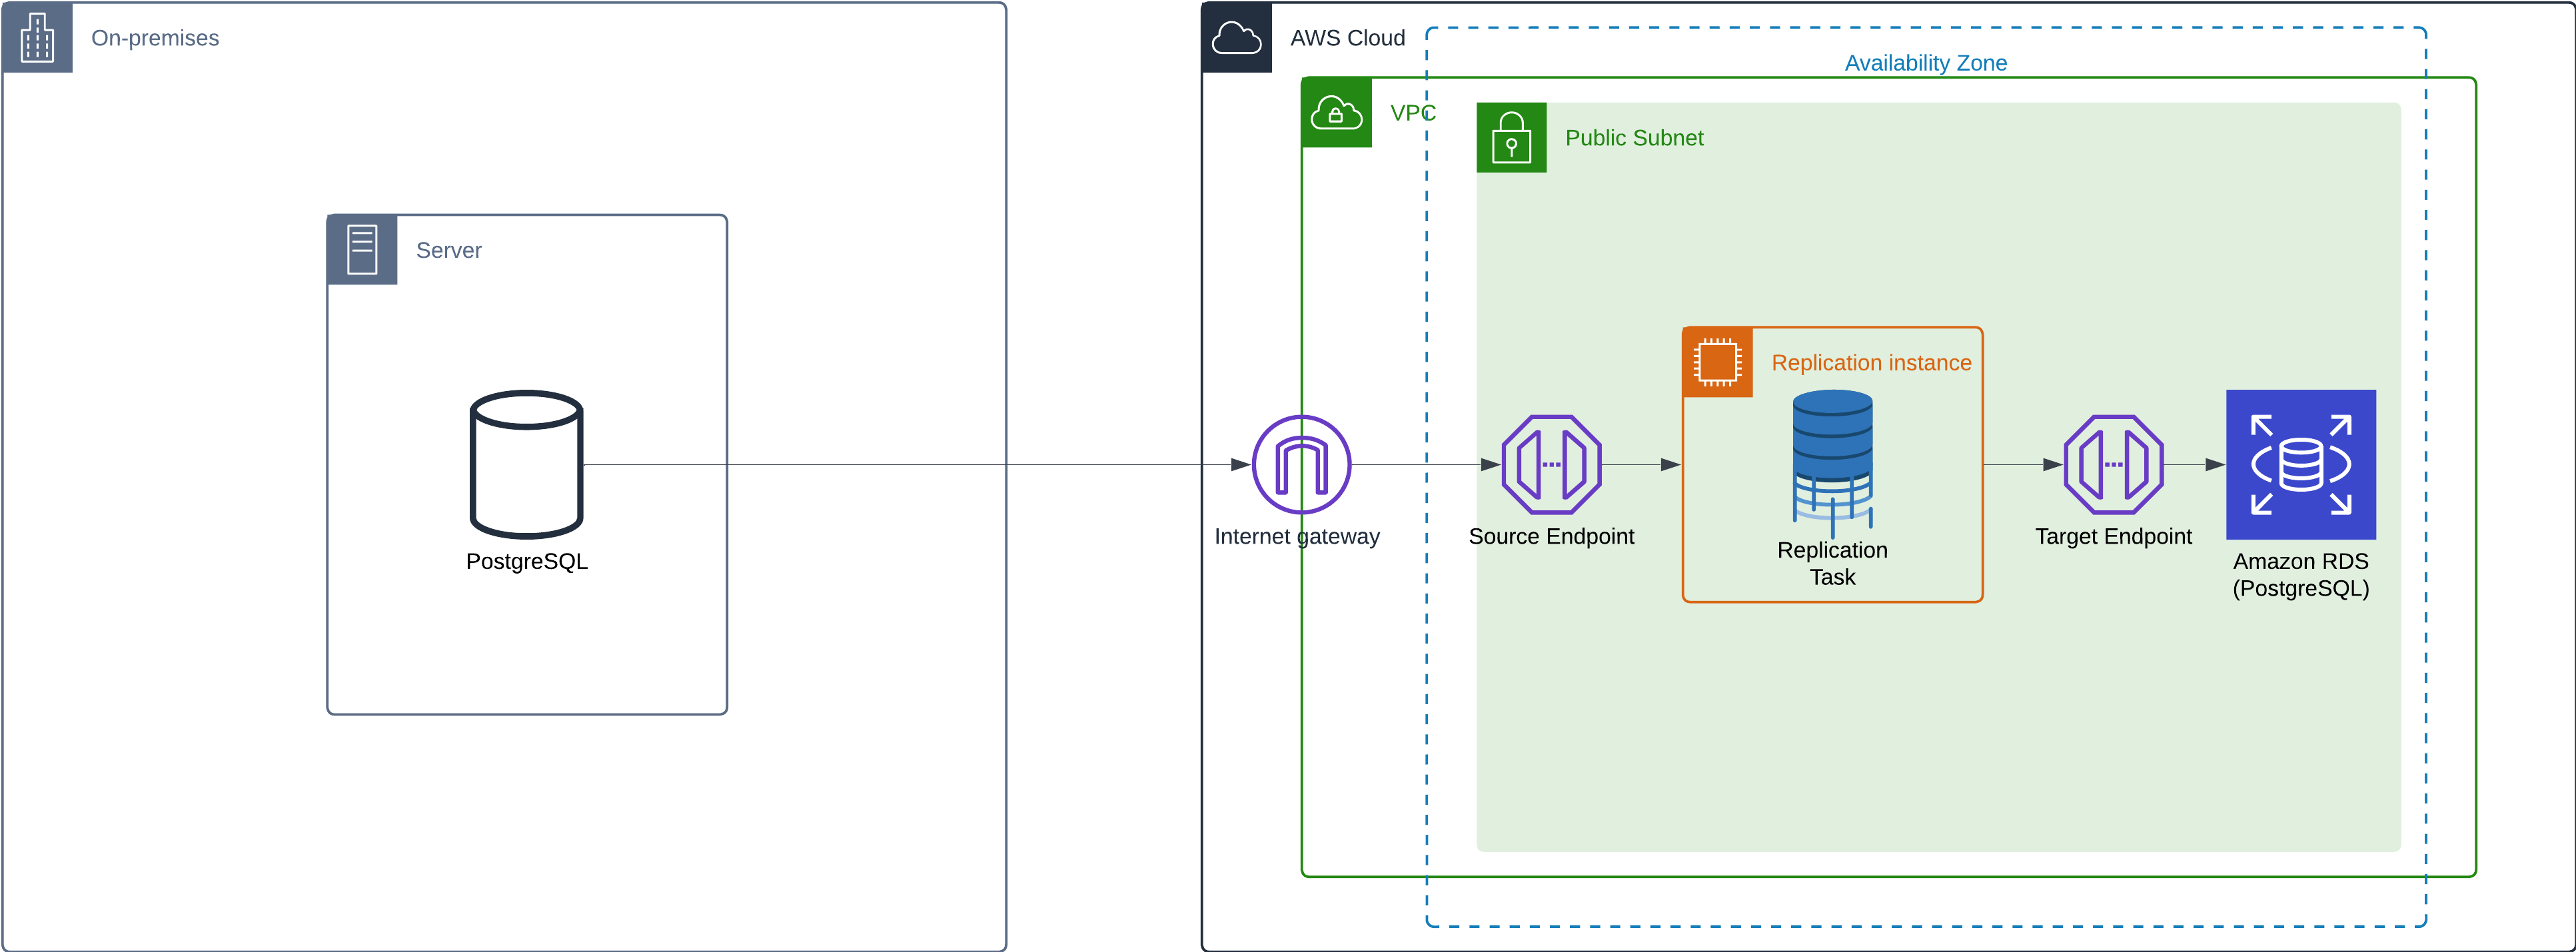 On-premises
AWS Cloud
Availability Zone
VPC
Public Subnet
Server
Replication instance
PostgreSQL
Internet gateway
Source Endpoint
Replication
Task
Target Endpoint
Amazon RDS
(PostgreSQL)